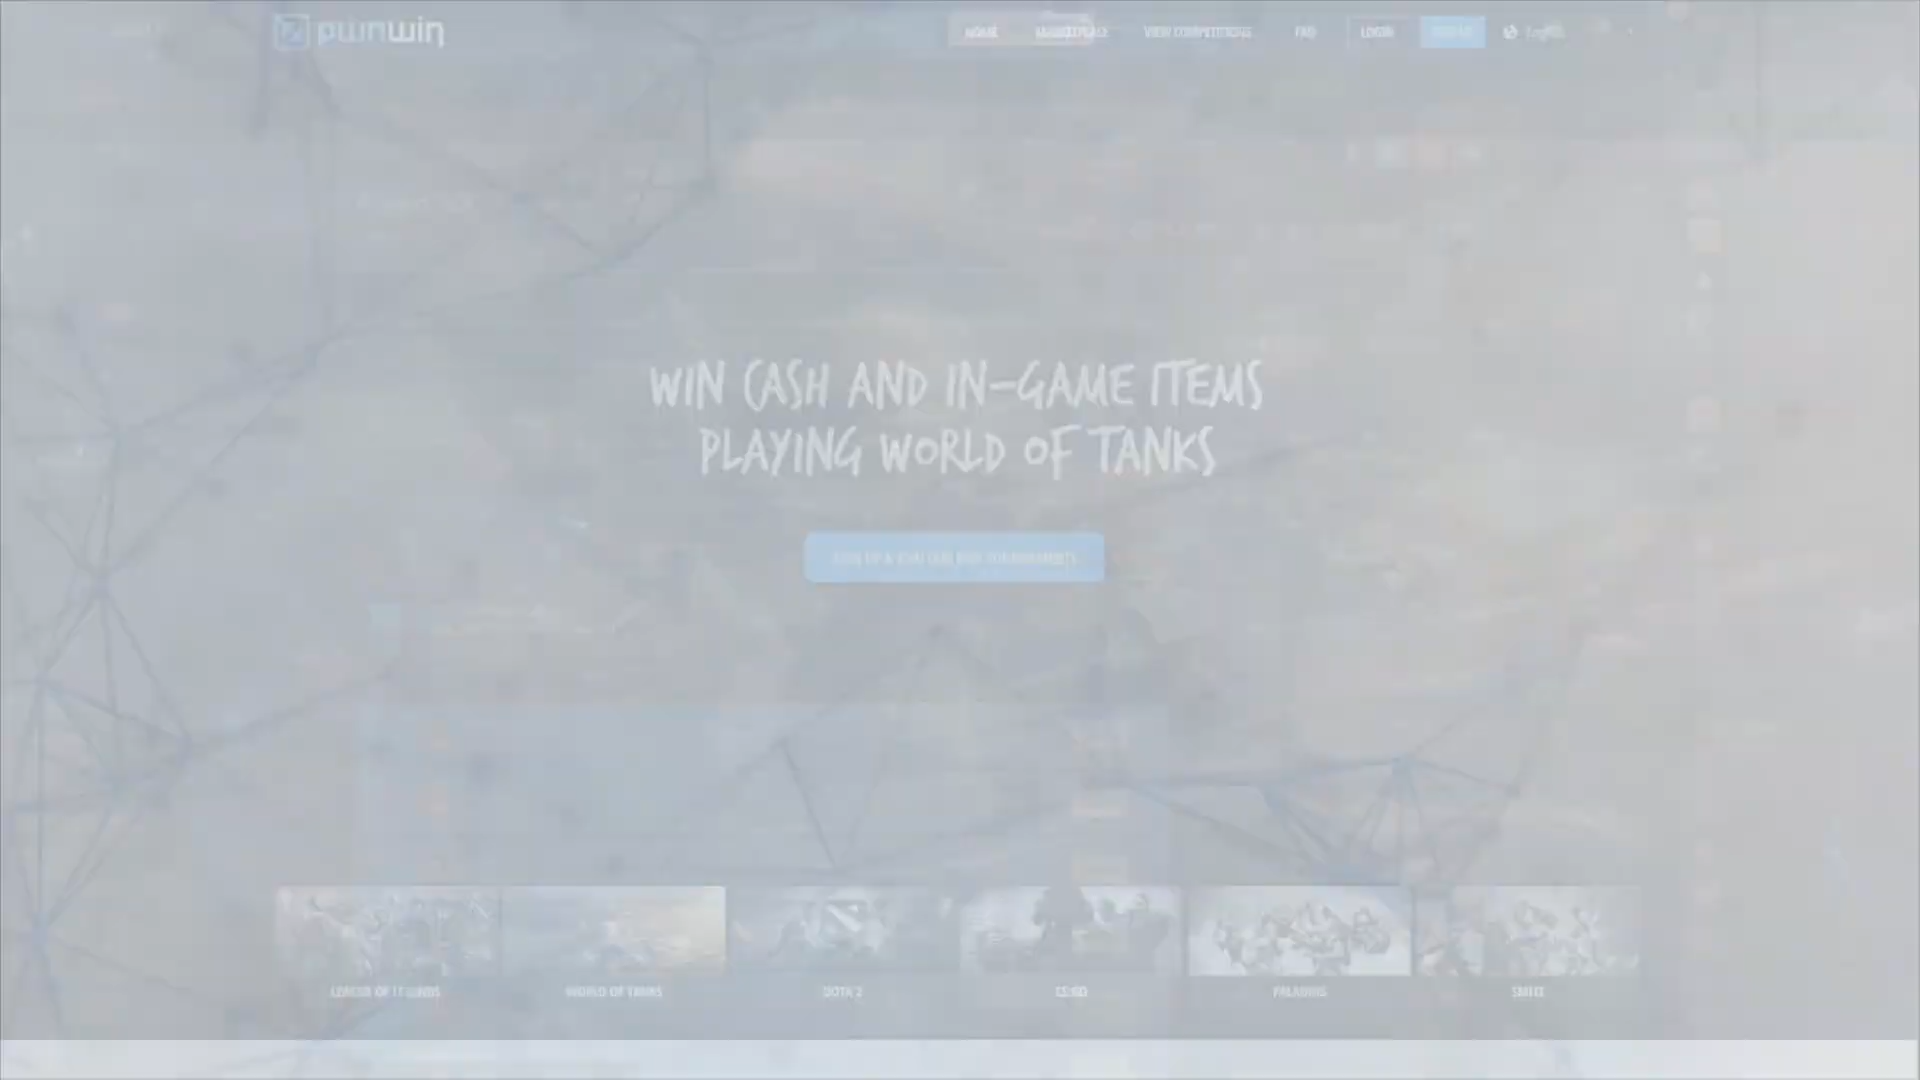 pwnwin
HOME
MARKETPLACE
VIEW COMPETITIONS
FAQ
LOGIN
English
WIN CASH AND IN-GAME ITEMS
PLAYING WORLD OF TANKS
LEAGUE OF LEGENDS
WORLD OF TANKS
DOTA 2
CS:GO
PALADINS
SMITE